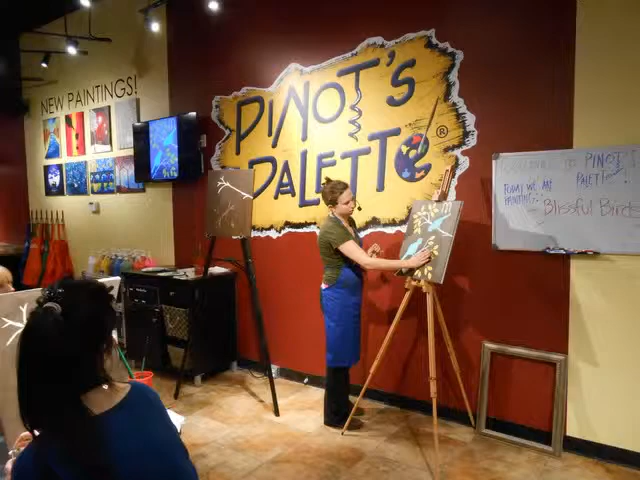 NEW PAINTINGS!
PINOT'S
PALETTE ®
PINOT'S
PALETTE!
TODAY WE ARE
PAINTING:
Blissful Birds